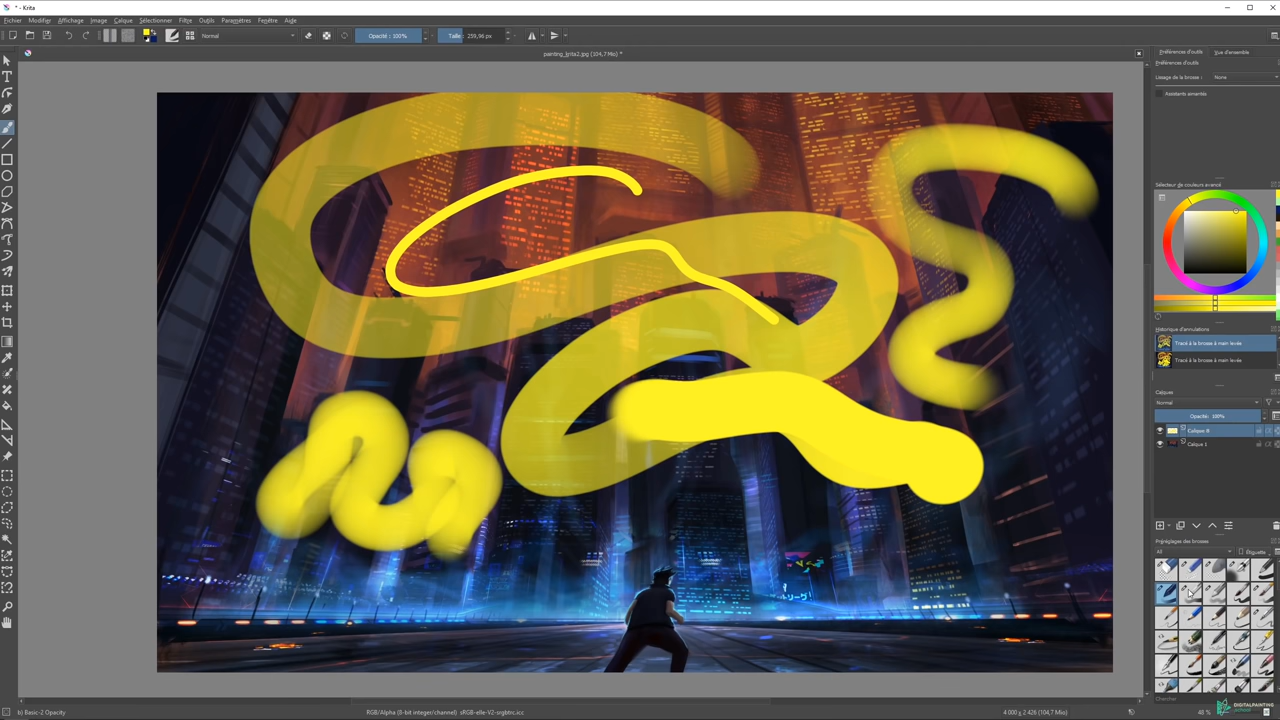 * - Krita
Fichier Modifier Affichage Image Calque Sélectionner Filtre Outils Paramètres Fenêtre Aide
Normal Opacité : 100% Taille : 259,96 px
painting_krita2.jpg (104,7 Mio) *
Préférences d'outils Vue d'ensemble
Préférences d'outils
Lissage de la brosse : None
Assistants aimantés
Sélecteur de couleurs avancé
Historique d'annulations
Tracé à la brosse à main levée
Tracé à la brosse à main levée
Calques
Normal
Opacité: 100%
Calque 8
Calque 1
Préréglages des brosses
All Étiquette
Chercher
DIGITALPAINTING
b) Basic-2 Opacity RGB/Alpha (8-bit integer/channel) sRGB-elle-V2-srgbtrc.icc 4 000 x 2 426 (104,7 Mio) 48 %